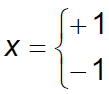 x = { +1
−1